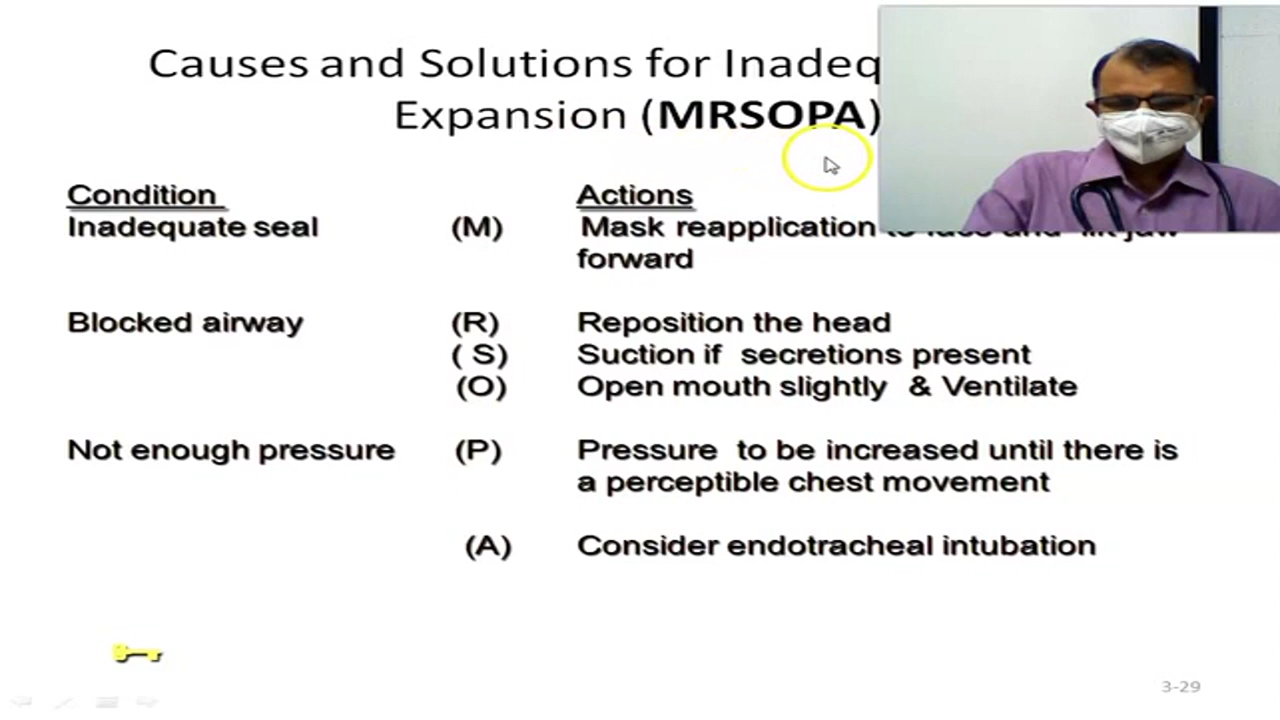 Causes and Solutions for
Expansion (MRSOPA)
Condition Actions
Inadequate seal (M) Mask reapplication
forward
Blocked airway (R) Reposition the head
( S) Suction if secretions present
(O) Open mouth slightly & Ventilate
Not enough pressure (P) Pressure to be increased until there is
a perceptible chest movement
(A) Consider endotracheal intubation
3-29